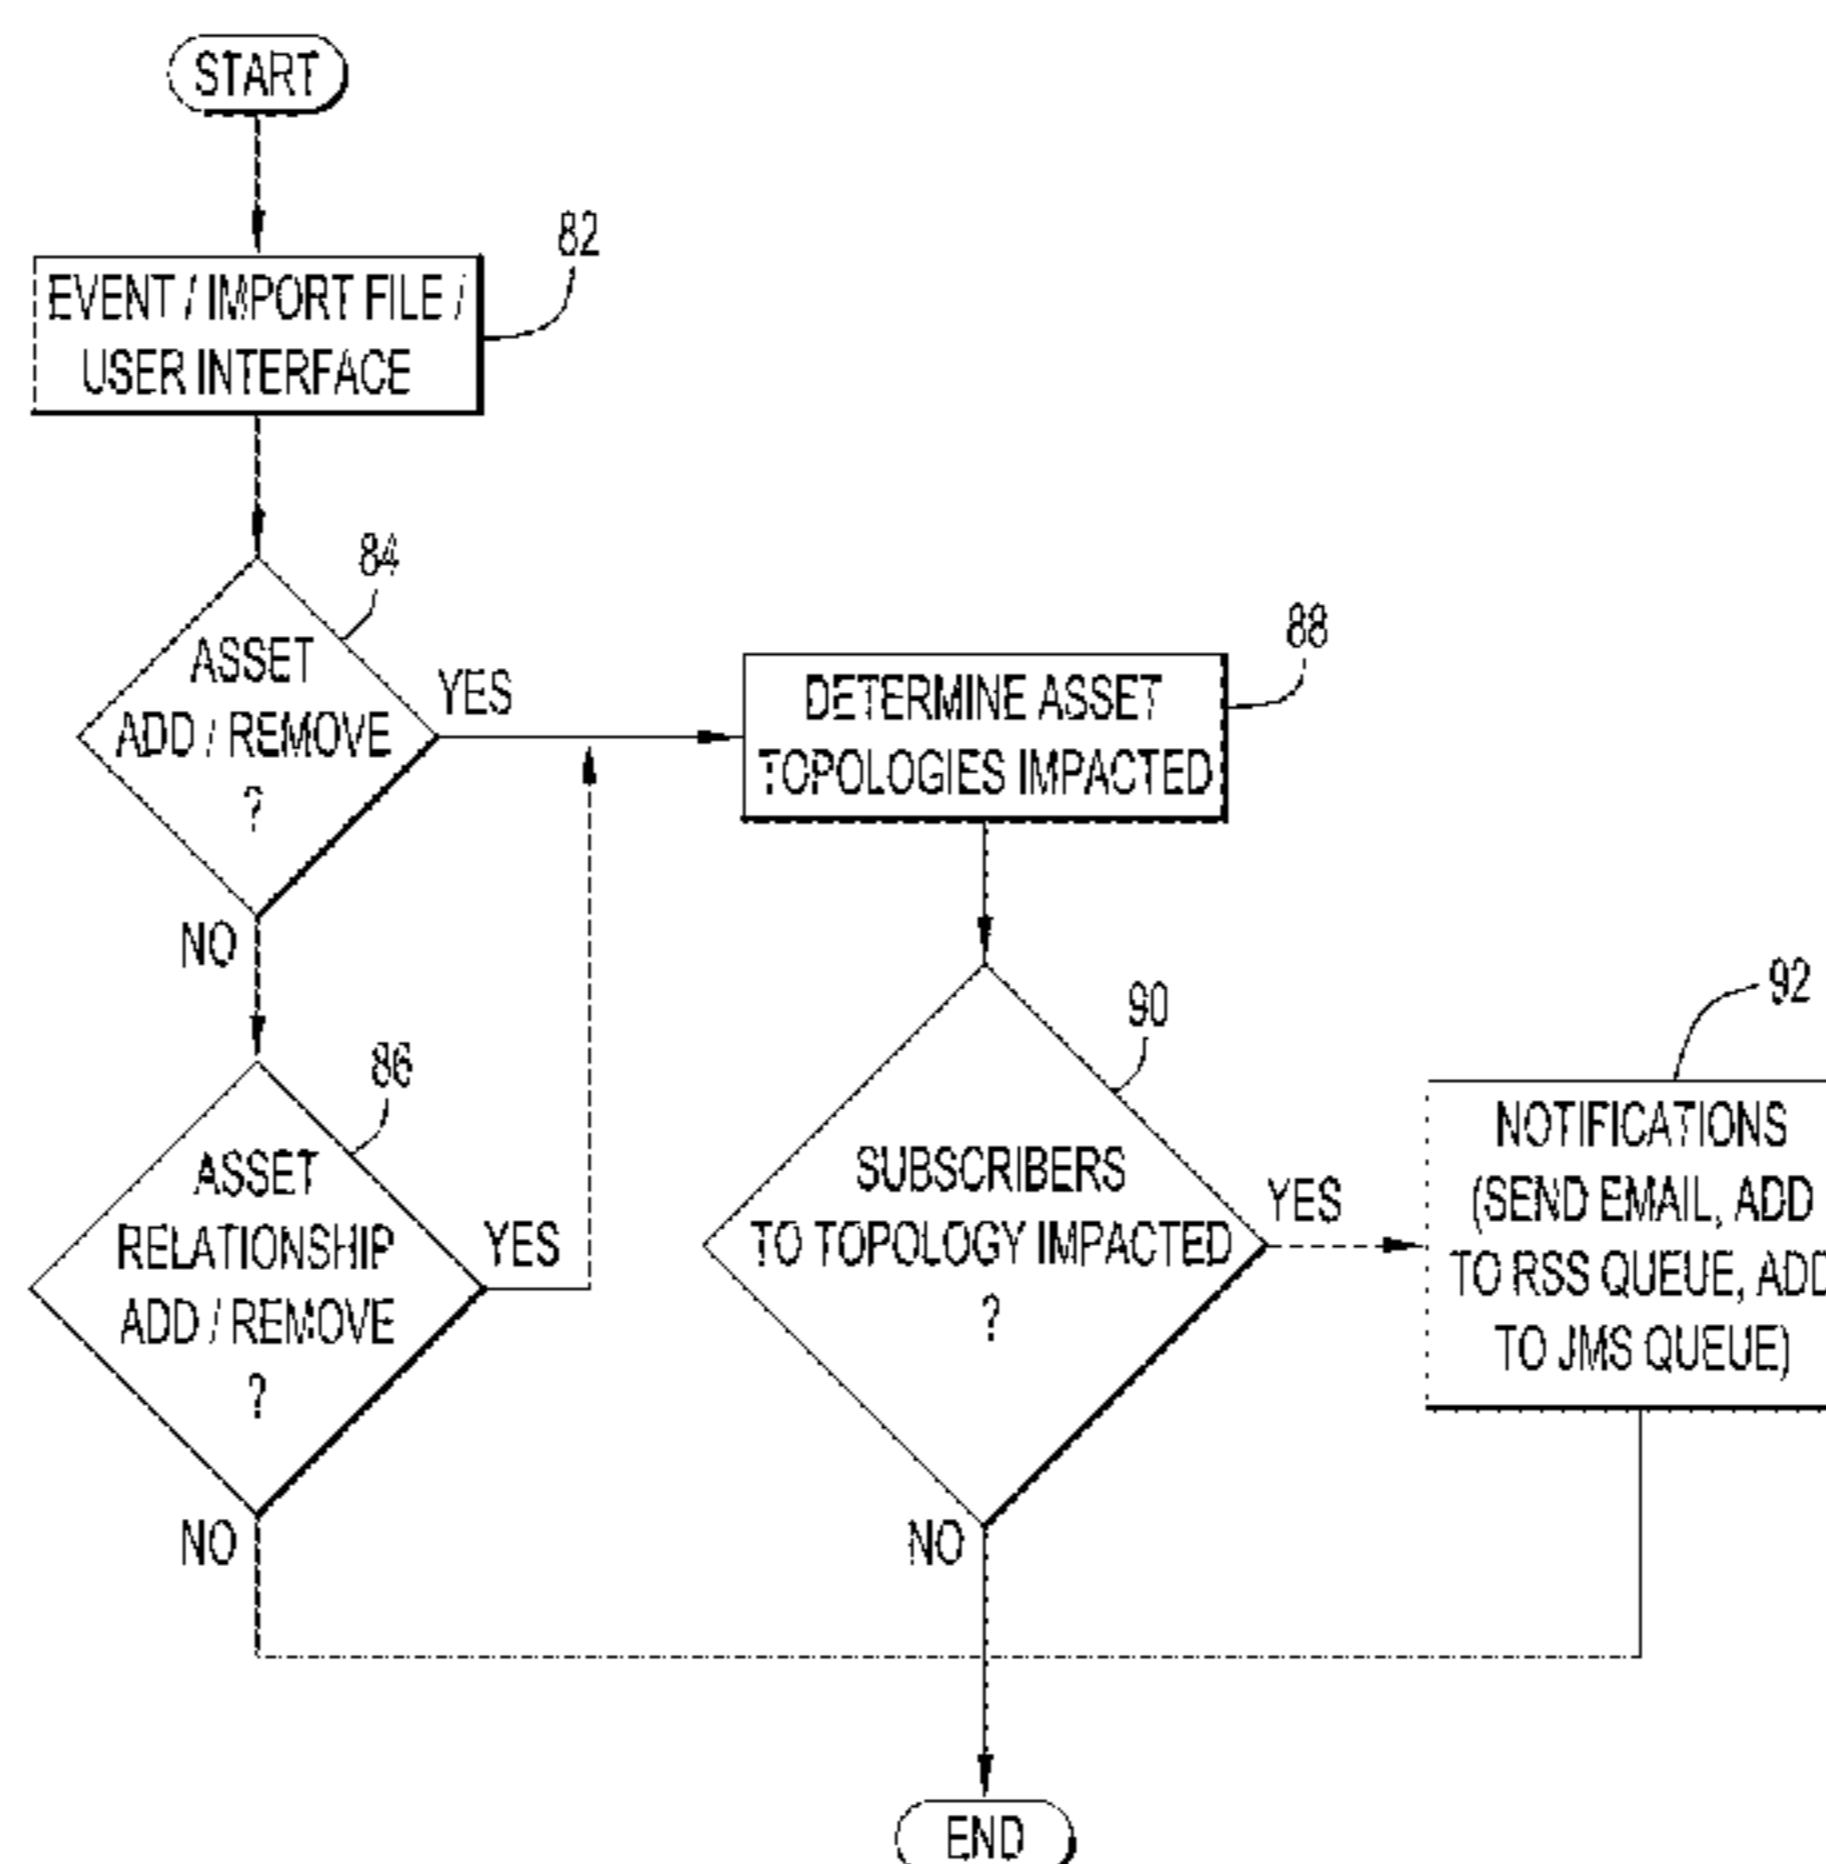 START
82
EVENT / IMPORT FILE /
USER INTERFACE
84
ASSET
ADD / REMOVE
?
YES
NO
88
DETERMINE ASSET
TOPOLOGIES IMPACTED
86
ASSET
RELATIONSHIP
ADD / REMOVE
?
YES
NO
90
SUBSCRIBERS
TO TOPOLOGY IMPACTED
?
YES
NO
92
NOTIFICATIONS
(SEND EMAIL, ADD
TO RSS QUEUE, ADD
TO JMS QUEUE)
END